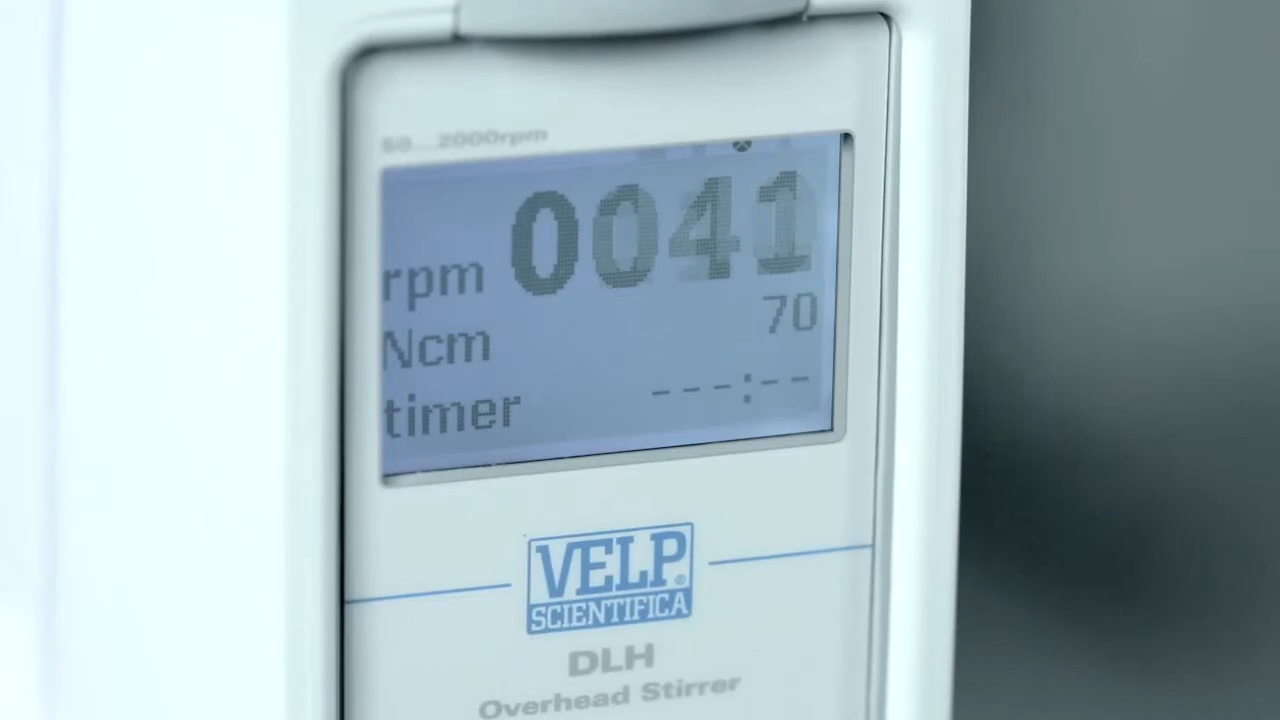 50...2000rpm
rpm 0041
Ncm 70
timer ---:--
VELP®
SCIENTIFICA
DLH
Overhead Stirrer